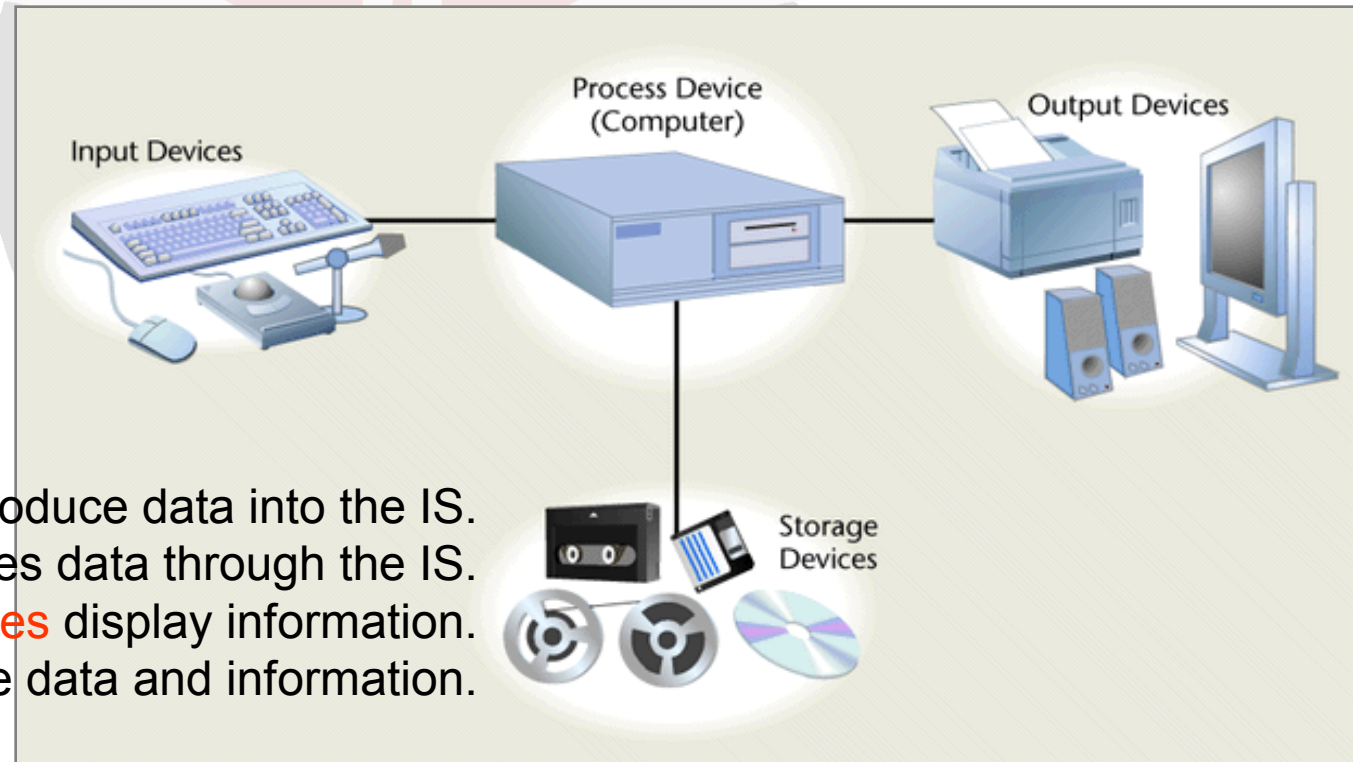 Process Device
(Computer)
Output Devices
Input Devices
oduce data into the IS.
es data through the IS.
es display information.
e data and information.
Storage
Devices